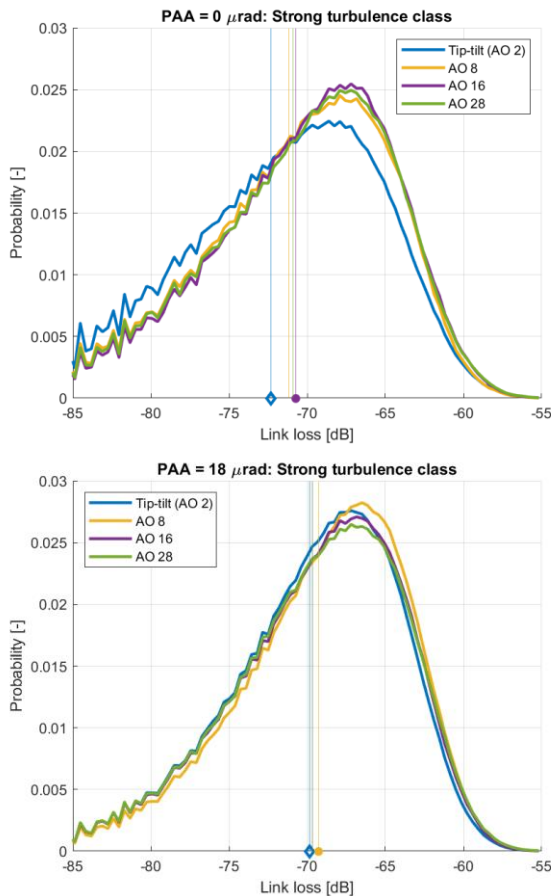 PAA = 0 μrad: Strong turbulence class
Tip-tilt (AO 2)
AO 8
AO 16
AO 28
0.03
0.025
0.02
0.015
0.01
0.005
0
Probability [-]
-85 -80 -75 -70 -65 -60 -55
Link loss [dB]
PAA = 18 μrad: Strong turbulence class
Tip-tilt (AO 2)
AO 8
AO 16
AO 28
0.03
0.025
0.02
0.015
0.01
0.005
0
Probability [-]
-85 -80 -75 -70 -65 -60 -55
Link loss [dB]